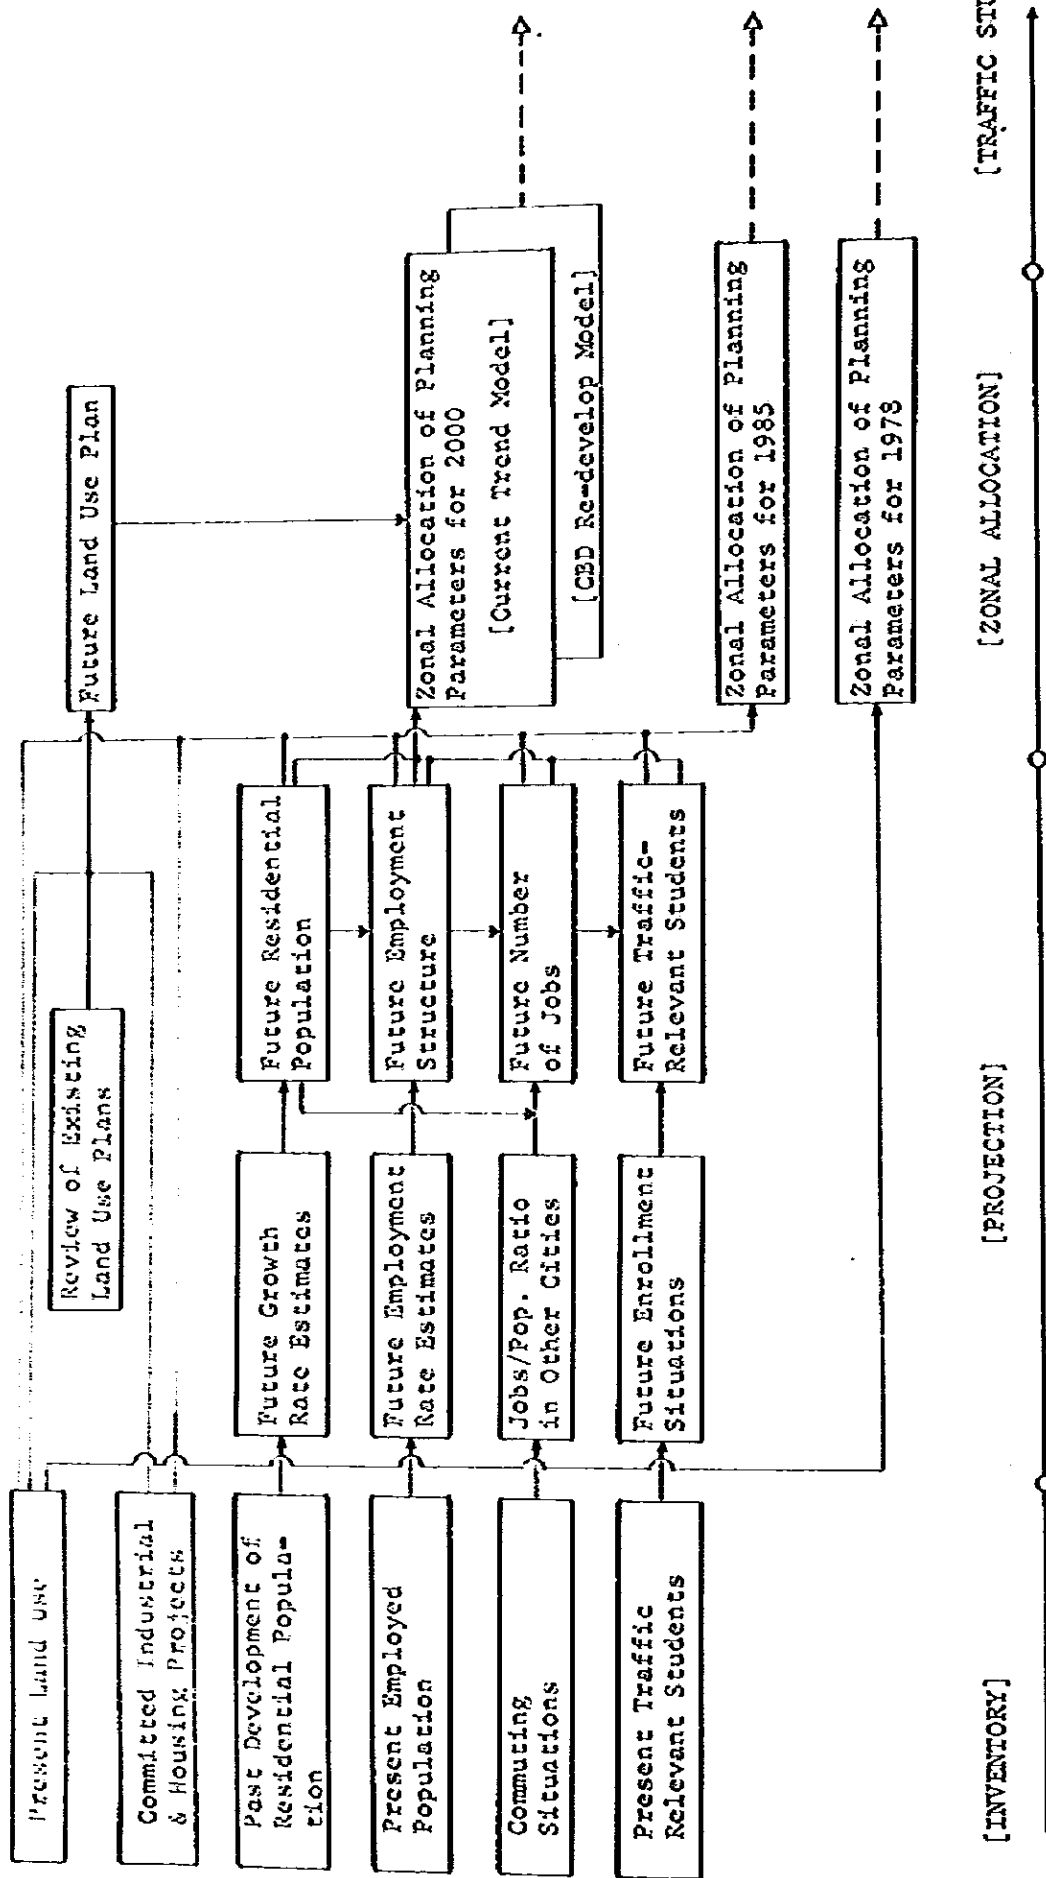 Present Land use
Committed Industrial
& Housing Projects
Past Development of
Residential Popula-
tion
Present Employed
Population
Commuting
Situations
Present Traffic
Relevant Students
[INVENTORY]
Review of Existing
Land Use Plans
Future Growth
Rate Estimates
Future Employment
Rate Estimates
Jobs/Pop. Ratio
in Other Cities
Future Enrollment
Situations
Future Residential
Population
Future Employment
Structure
Future Number
of Jobs
Future Traffic-
Relevant Students
[PROJECTION]
Future Land Use Plan
Zonal Allocation of Planning
Parameters for 2000
[Current Trend Model]
[CBD Re-develop Model]
Zonal Allocation of Planning
Parameters for 1985
Zonal Allocation of Planning
Parameters for 1978
[ZONAL ALLOCATION]
[TRAFFIC STU